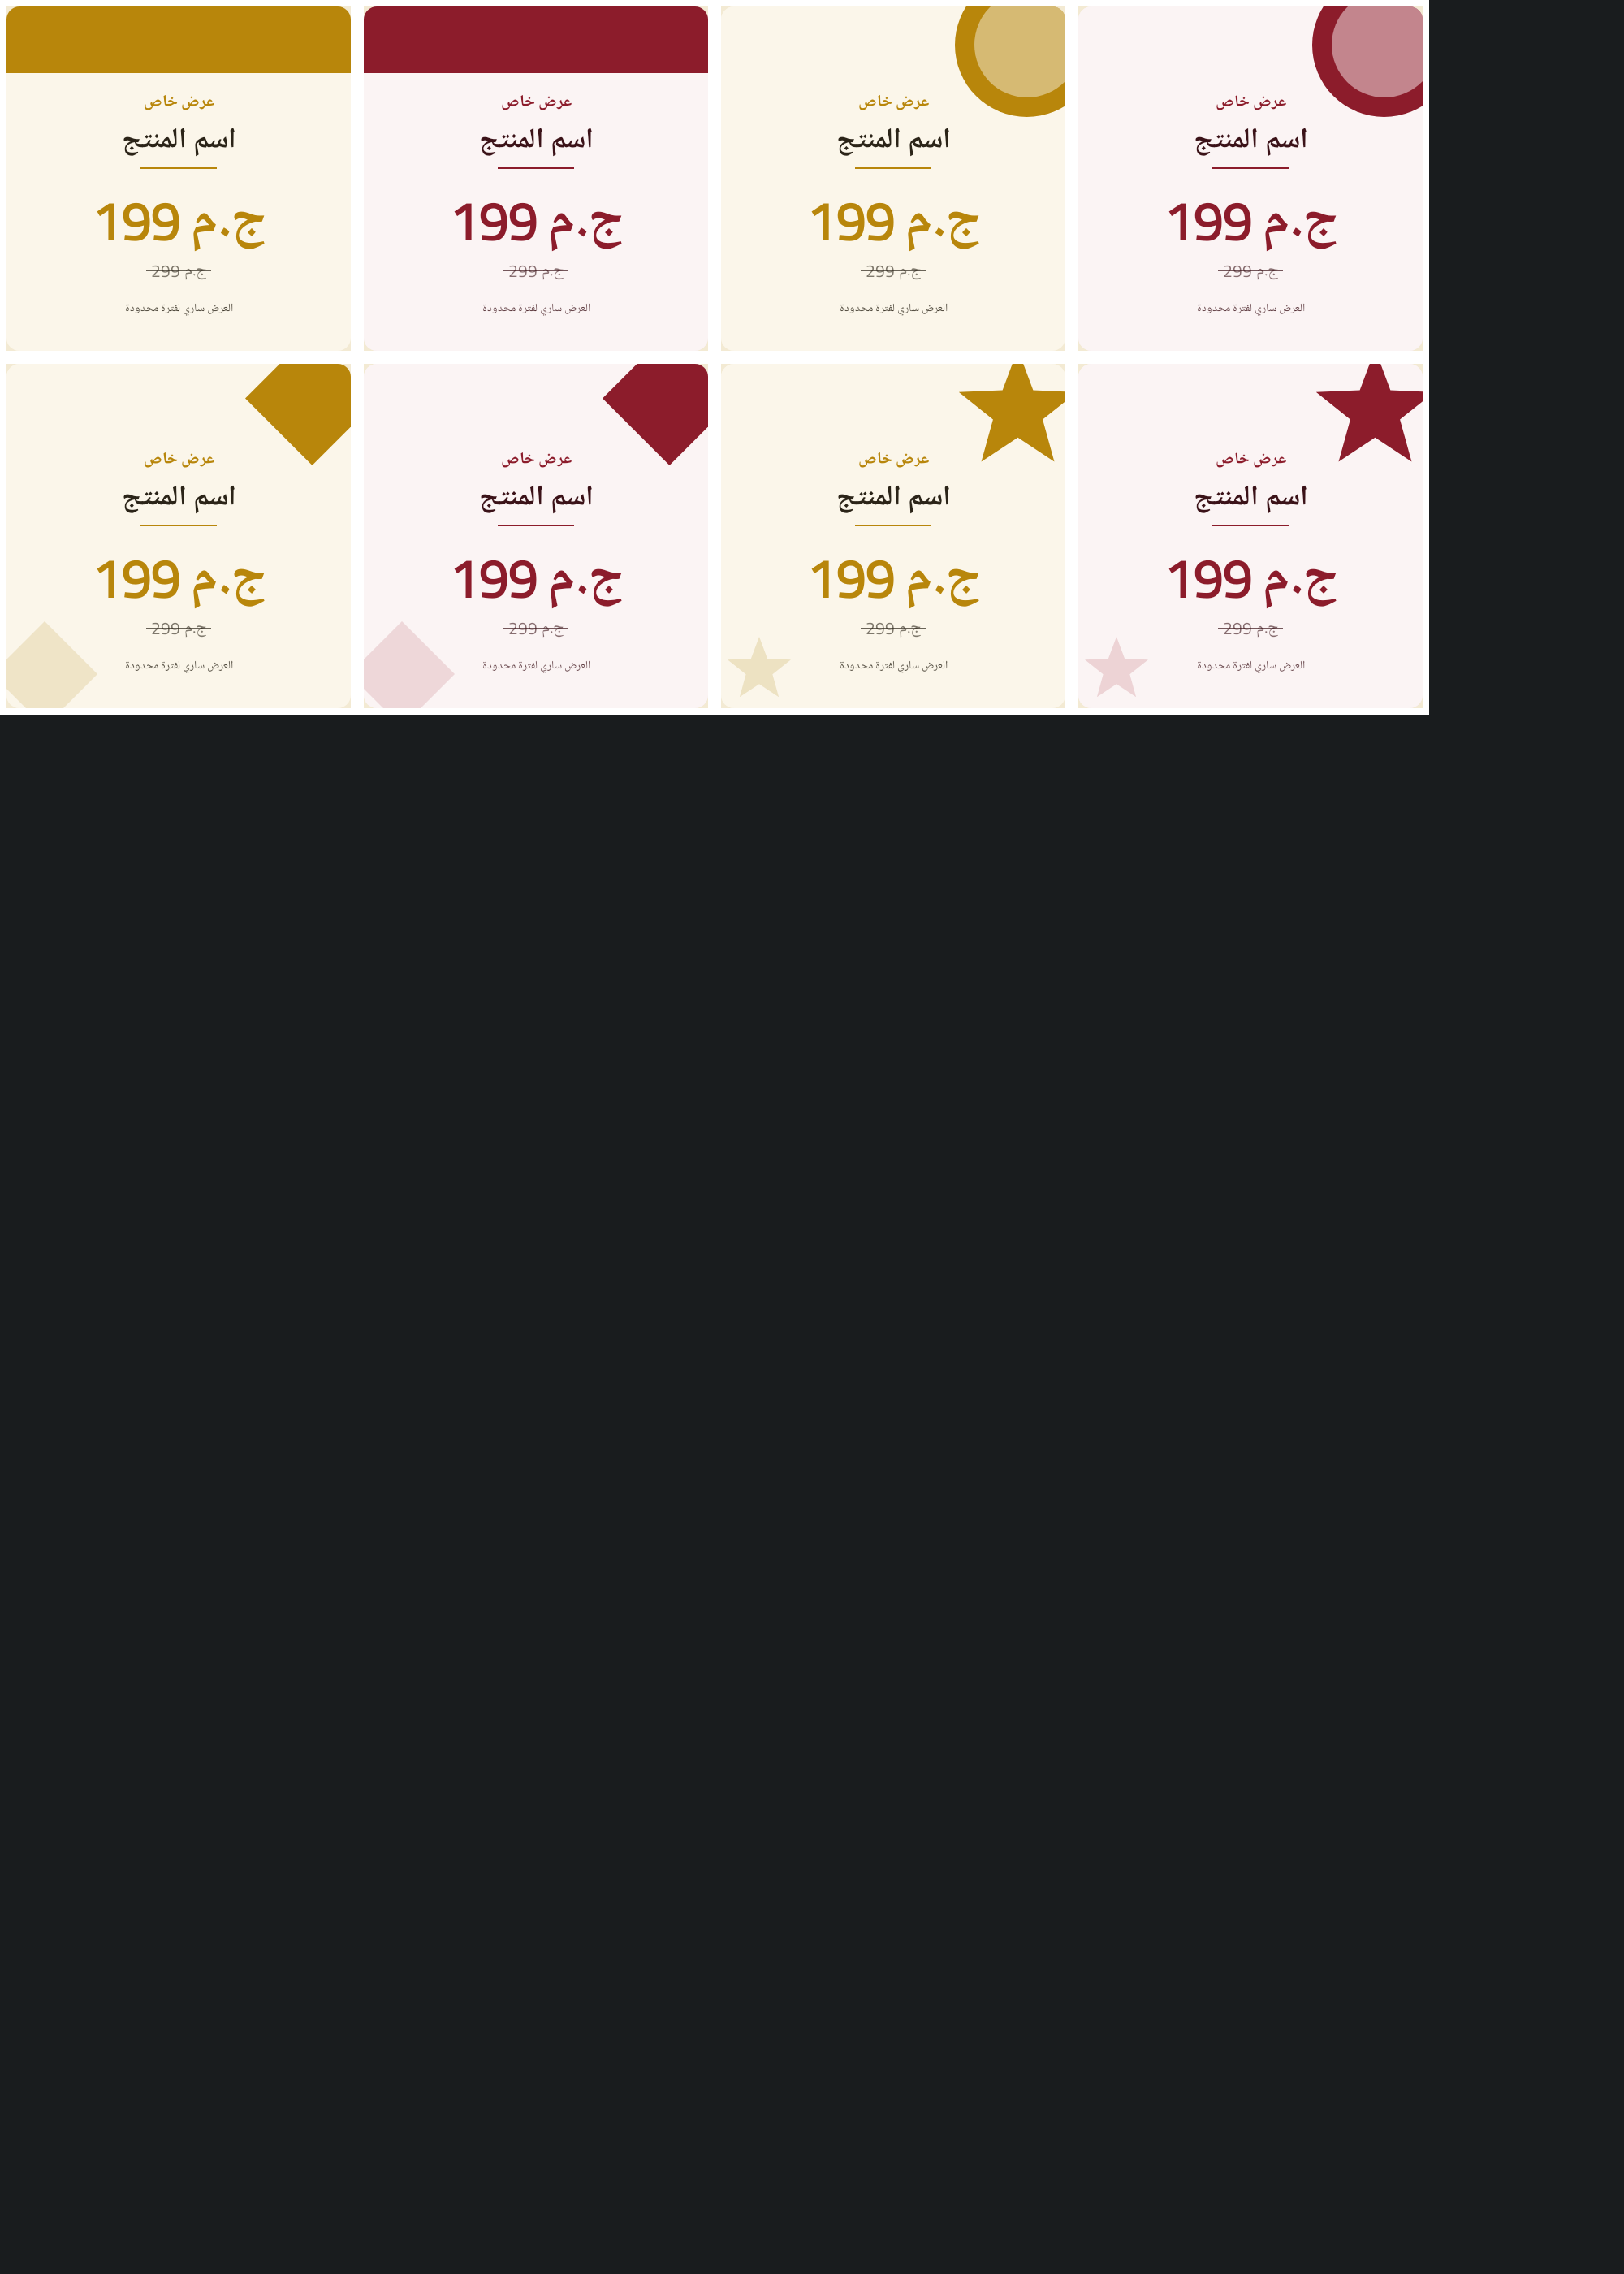 عرض خاص
اسم المنتج
199 ج.م
299 ج.م
العرض ساري لفترة محدودة
عرض خاص
اسم المنتج
199 ج.م
299 ج.م
العرض ساري لفترة محدودة
عرض خاص
اسم المنتج
199 ج.م
299 ج.م
العرض ساري لفترة محدودة
عرض خاص
اسم المنتج
199 ج.م
299 ج.م
العرض ساري لفترة محدودة
عرض خاص
اسم المنتج
199 ج.م
299 ج.م
العرض ساري لفترة محدودة
عرض خاص
اسم المنتج
199 ج.م
299 ج.م
العرض ساري لفترة محدودة
عرض خاص
اسم المنتج
199 ج.م
299 ج.م
العرض ساري لفترة محدودة
عرض خاص
اسم المنتج
199 ج.م
299 ج.م
العرض ساري لفترة محدودة